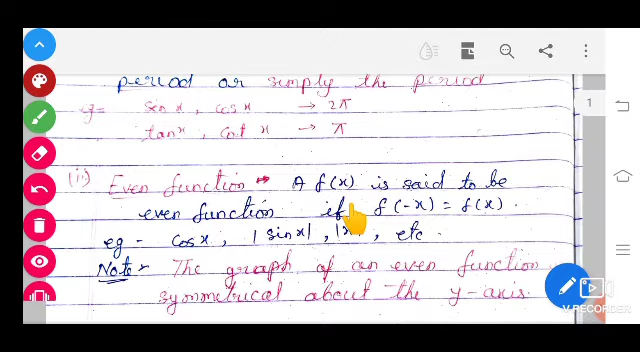 period or simply the period
eg= sin x , cos x → 2π
tan x , cot x → π
1
(ii) Even function → A f(x) is said to be
even function if f(-x) = f(x).
eg - cos x , |sin x| , |x| , etc
Note:- The graph of an even function
symmetrical about the y-axis.
V RECORDER